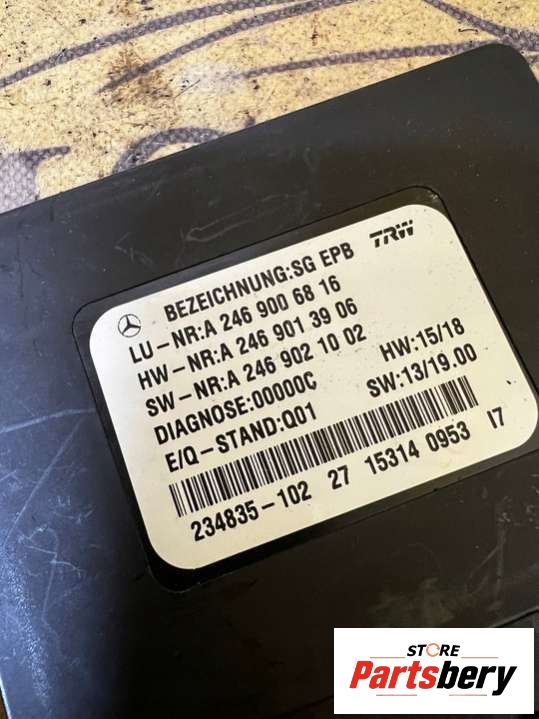 BEZEICHNUNG:SG EPB TRW
LU-NR:A 246 900 68 16
HW-NR:A 246 901 39 06
SW-NR:A 246 902 10 02
DIAGNOSE:00000C HW:15/18
E/Q-STAND:Q01 SW:13/19.00
234835-102 27 15314 0953 I7
STORE
Partsbery